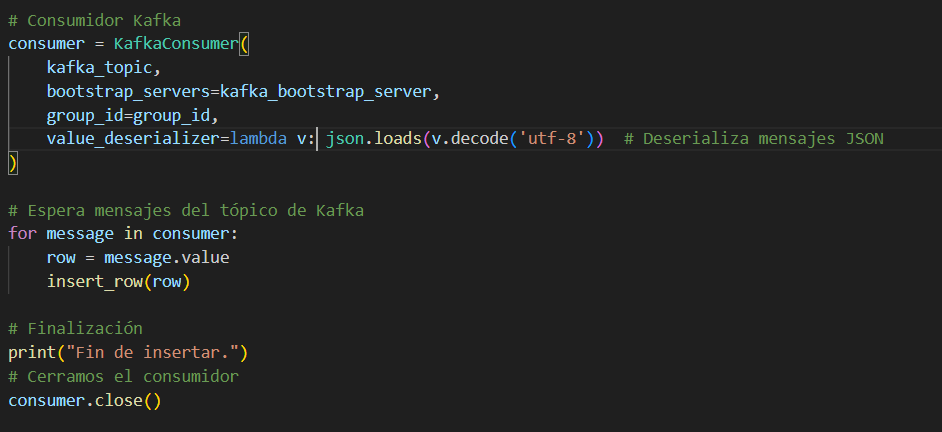 # Consumidor Kafka
consumer = KafkaConsumer(
    kafka_topic,
    bootstrap_servers=kafka_bootstrap_server,
    group_id=group_id,
    value_deserializer=lambda v: json.loads(v.decode('utf-8'))  # Deserializa mensajes JSON
)
# Espera mensajes del tópico de Kafka
for message in consumer:
    row = message.value
    insert_row(row)
# Finalización
print("Fin de insertar.")
# Cerramos el consumidor
consumer.close()